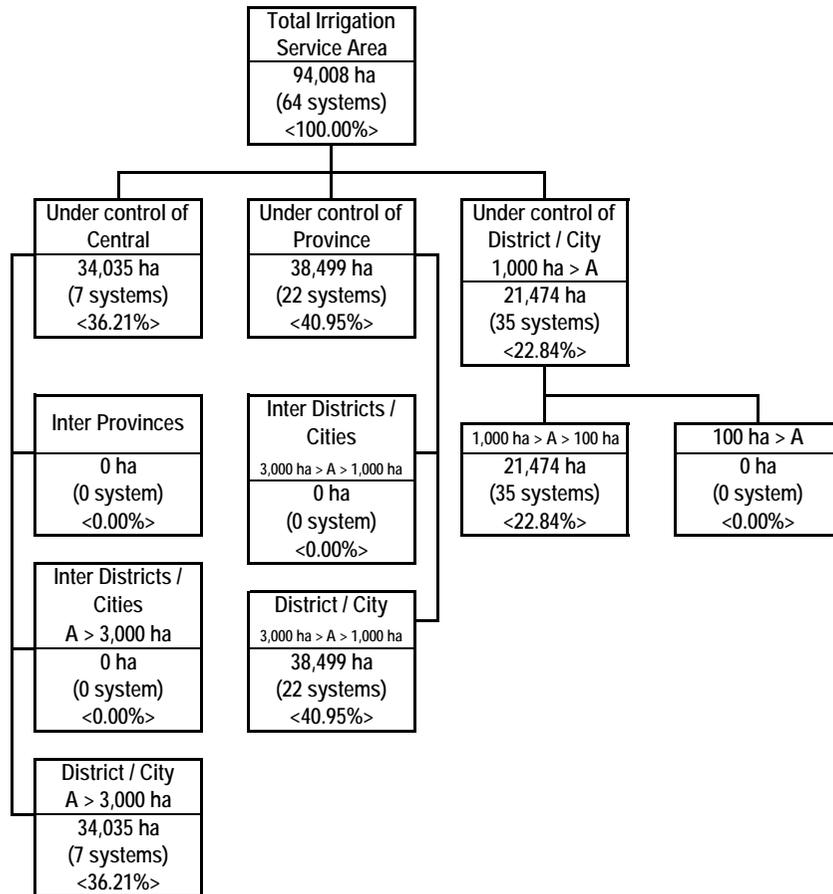 Total Irrigation
Service Area
94,008 ha
(64 systems)
<100.00%>
Under control of
Central
34,035 ha
(7 systems)
<36.21%>
Under control of
Province
38,499 ha
(22 systems)
<40.95%>
Under control of
District / City
1,000 ha > A
21,474 ha
(35 systems)
<22.84%>
Inter Provinces
0 ha
(0 system)
<0.00%>
Inter Districts /
Cities
3,000 ha > A > 1,000 ha
0 ha
(0 system)
<0.00%>
1,000 ha > A > 100 ha
21,474 ha
(35 systems)
<22.84%>
100 ha > A
0 ha
(0 system)
<0.00%>
Inter Districts /
Cities
A > 3,000 ha
0 ha
(0 system)
<0.00%>
District / City
3,000 ha > A > 1,000 ha
38,499 ha
(22 systems)
<40.95%>
District / City
A > 3,000 ha
34,035 ha
(7 systems)
<36.21%>